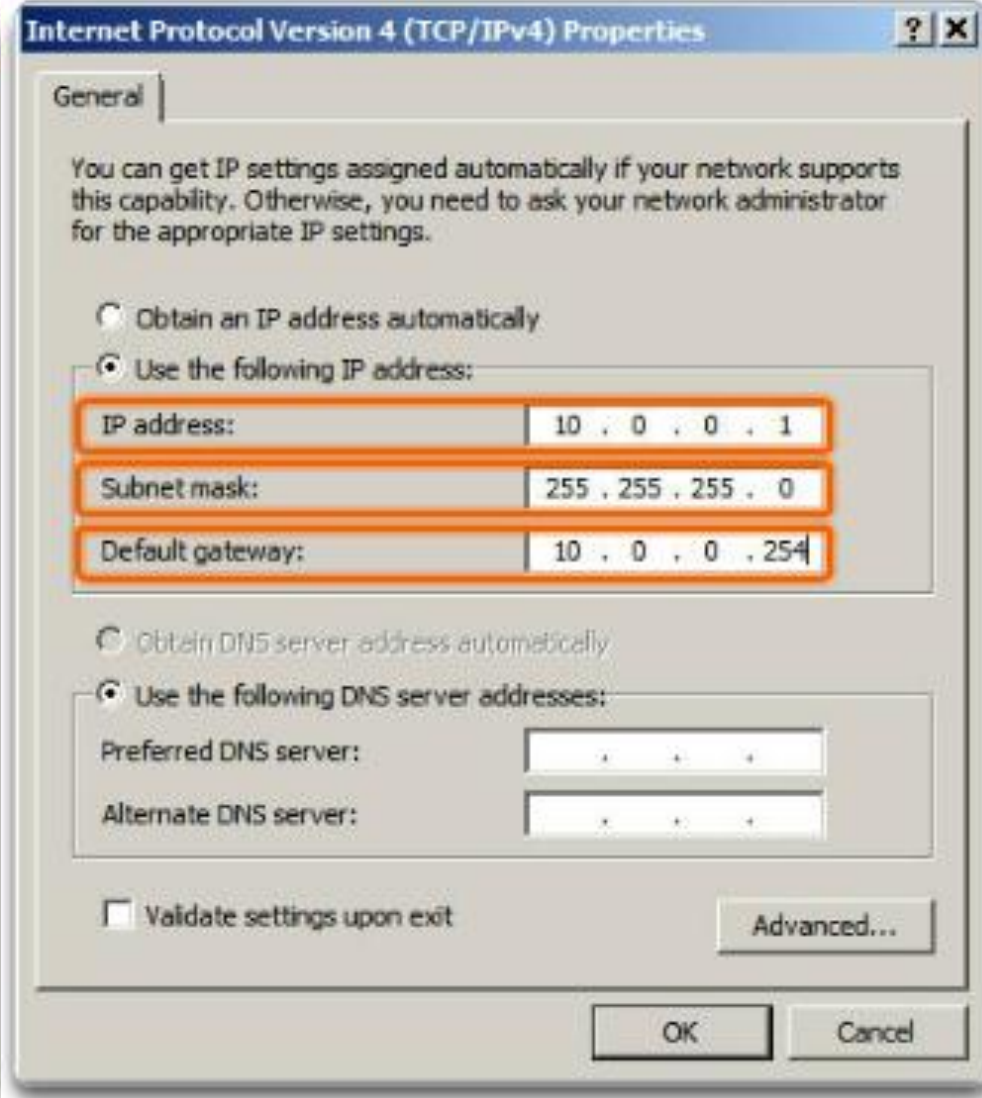 Internet Protocol Version 4 (TCP/IPv4) Properties
General
You can get IP settings assigned automatically if your network supports
this capability. Otherwise, you need to ask your network administrator
for the appropriate IP settings.
Obtain an IP address automatically
Use the following IP address:
IP address: 10 . 0 . 0 . 1
Subnet mask: 255 . 255 . 255 . 0
Default gateway: 10 . 0 . 0 . 254
Obtain DNS server address automatically
Use the following DNS server addresses:
Preferred DNS server: . . .
Alternate DNS server: . . .
Validate settings upon exit
Advanced...
OK Cancel